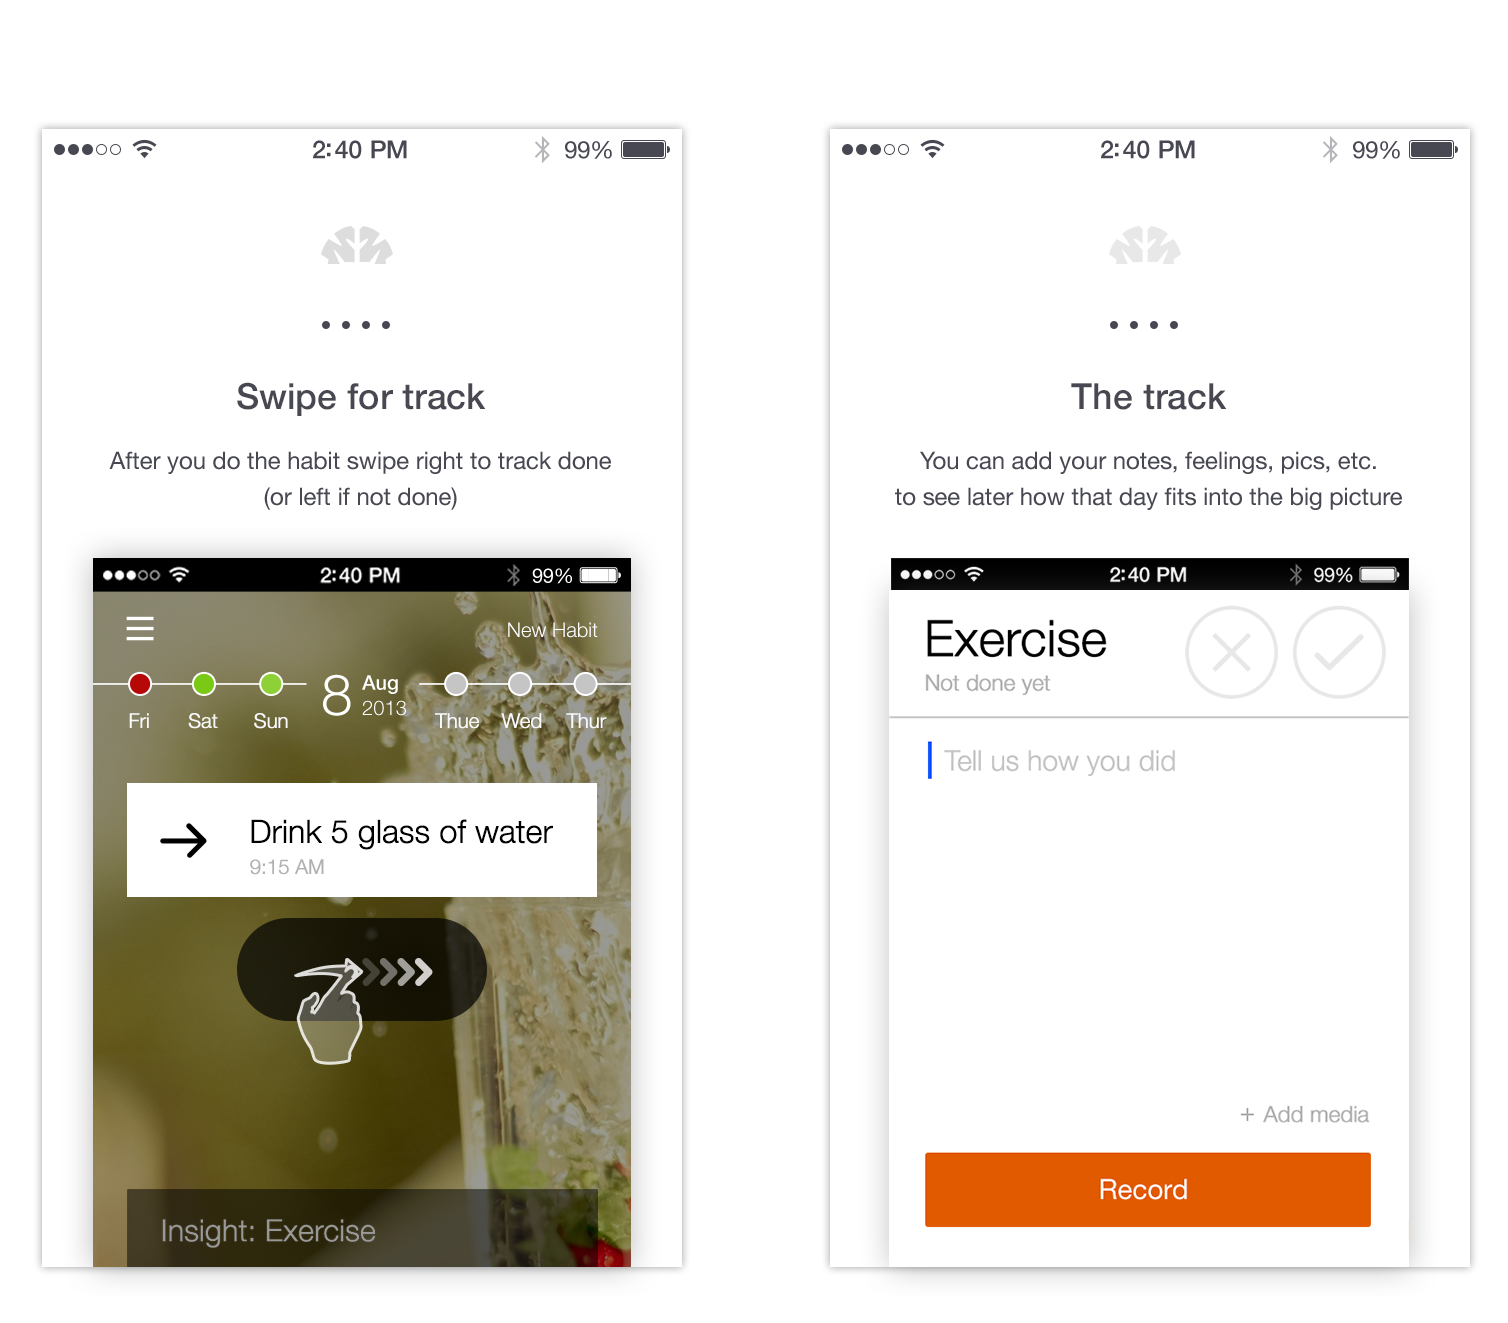 2:40 PM
99%
Swipe for track
After you do the habit swipe right to track done
(or left if not done)
2:40 PM
99%
New Habit
8 Aug
2013
Fri Sat Sun Thue Wed Thur
Drink 5 glass of water
9:15 AM
Insight: Exercise
2:40 PM
99%
The track
You can add your notes, feelings, pics, etc.
to see later how that day fits into the big picture
2:40 PM
99%
Exercise
Not done yet
Tell us how you did
+ Add media
Record